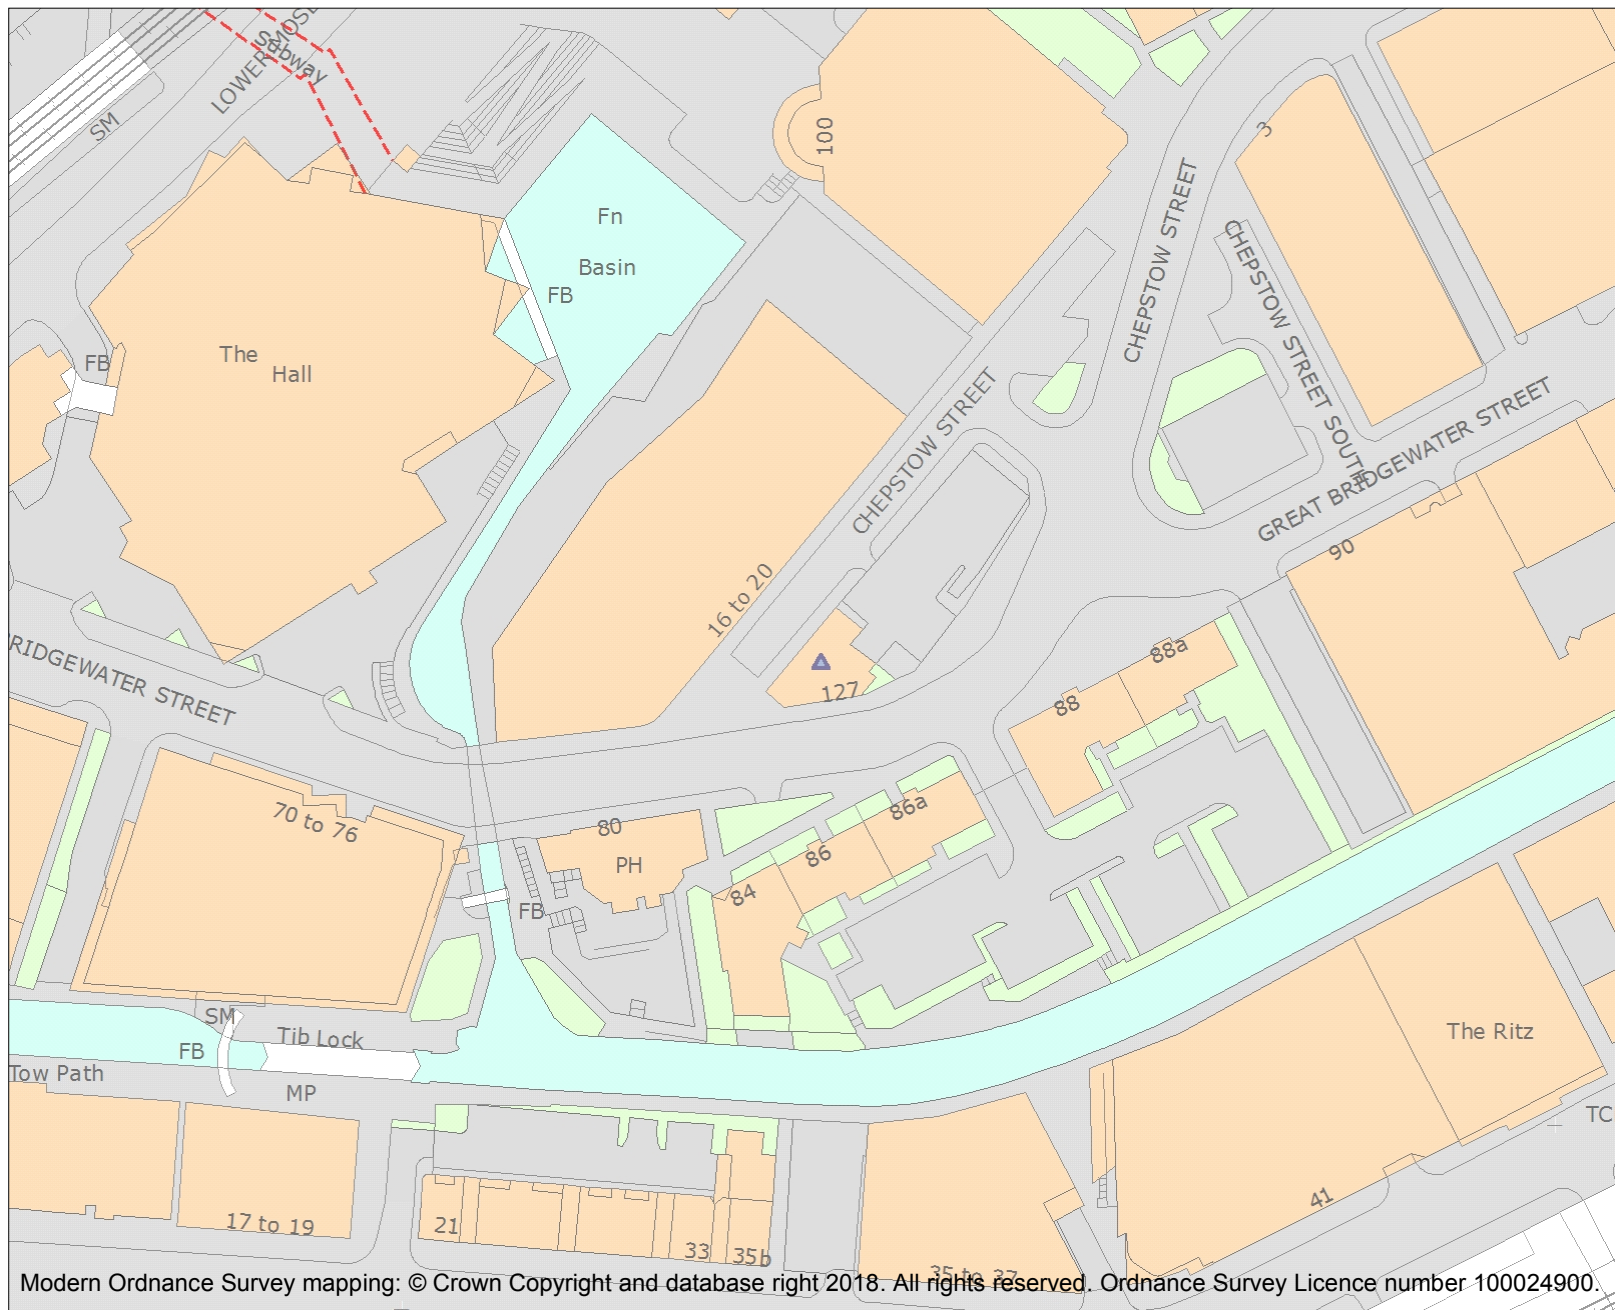 LOWER MOSE
Subway
SM
100
3
Fn
Basin
FB
CHEPSTOW STREET
CHEPSTOW STREET SOUTH
The
Hall
FB
CHEPSTOW STREET
GREAT BRIDGEWATER STREET
90
16 to 20
127
88a
88
RIDGEWATER STREET
70 to 76
80
PH
86a
86
84
FB
SM
Tib Lock
FB
Tow Path
MP
The Ritz
TC
41
17 to 19
21
33
35b
35 to 37
Modern Ordnance Survey mapping: © Crown Copyright and database right 2018. All rights reserved. Ordnance Survey Licence number 100024900.